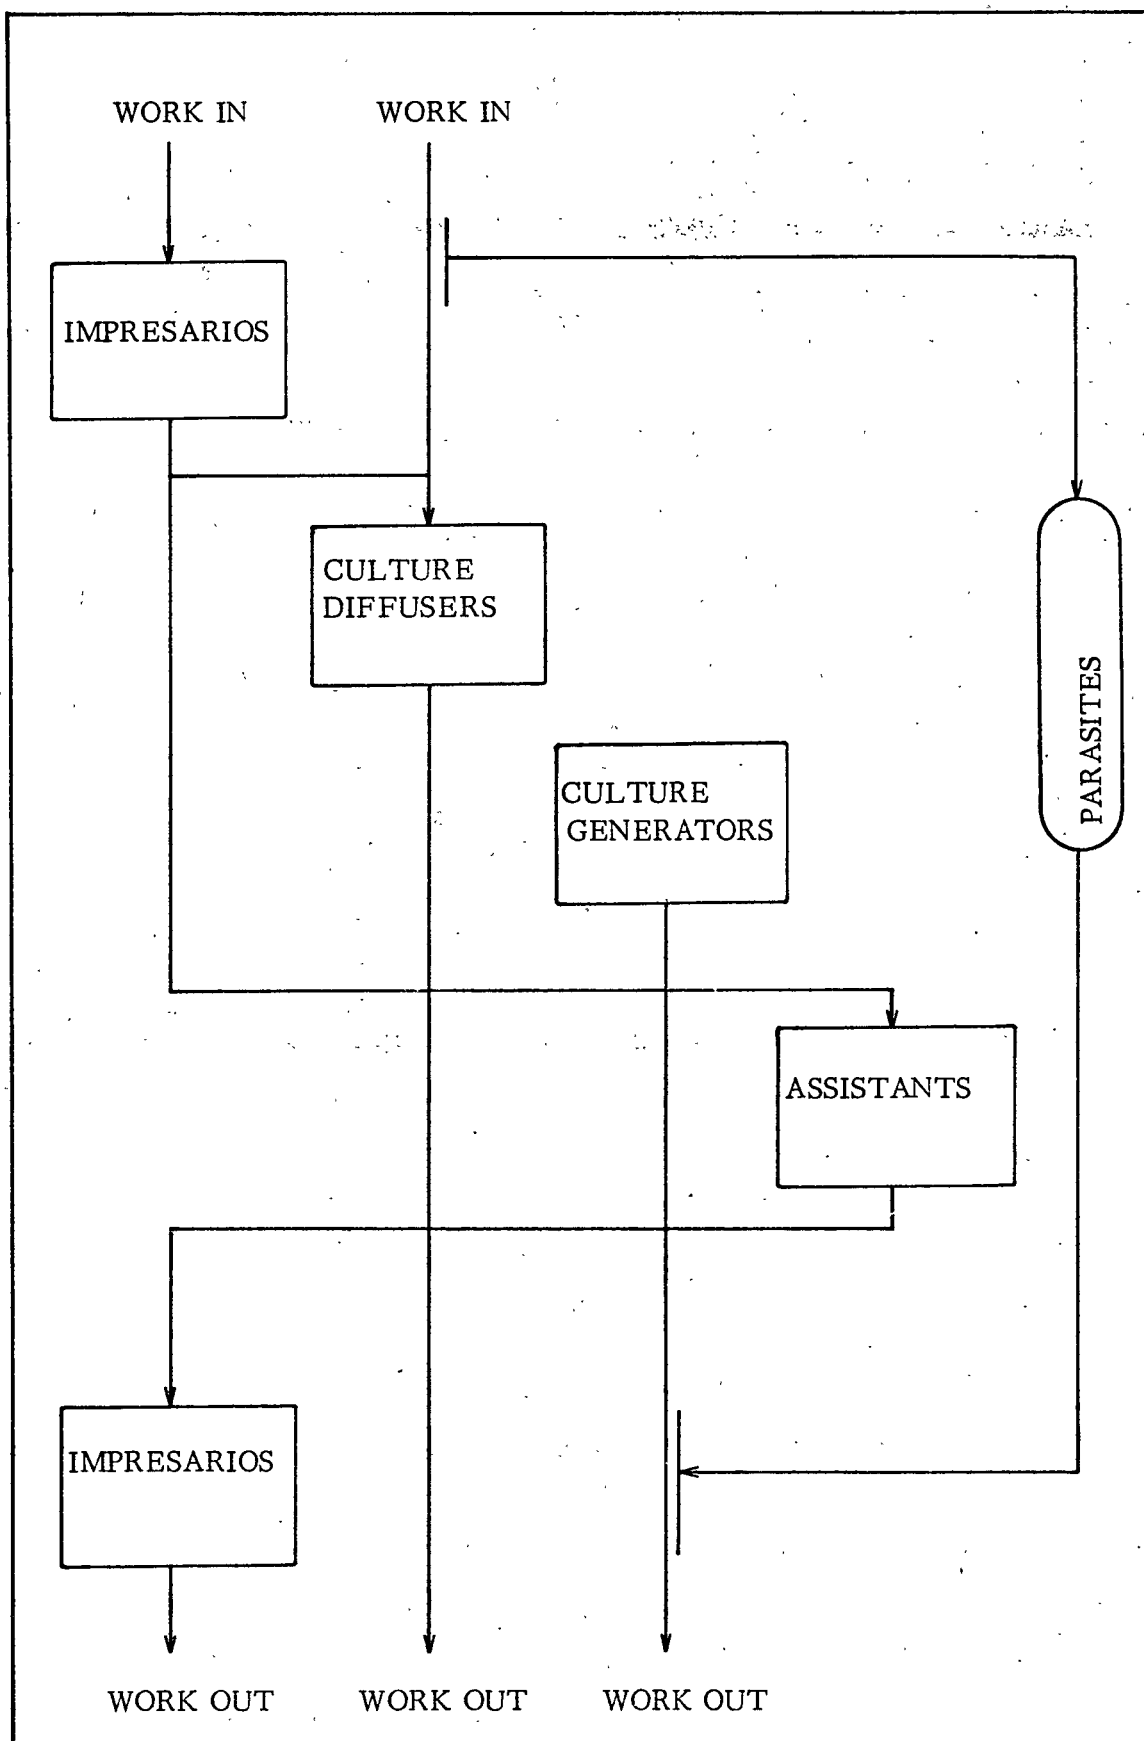 WORK IN
WORK IN
IMPRESARIOS
CULTURE
DIFFUSERS
PARASITES
CULTURE
GENERATORS
ASSISTANTS
IMPRESARIOS
WORK OUT
WORK OUT
WORK OUT